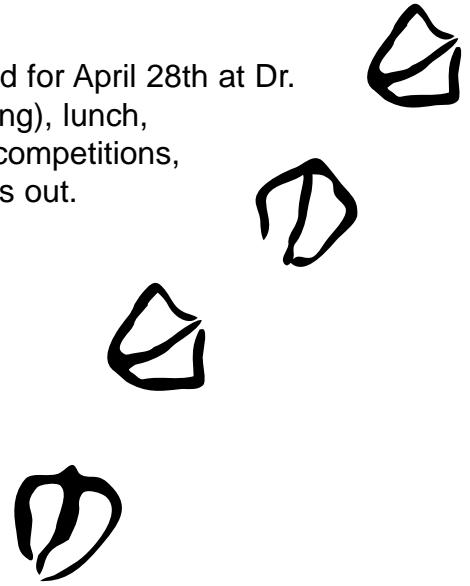 d for April 28th at Dr.
ng), lunch,
competitions,
s out.